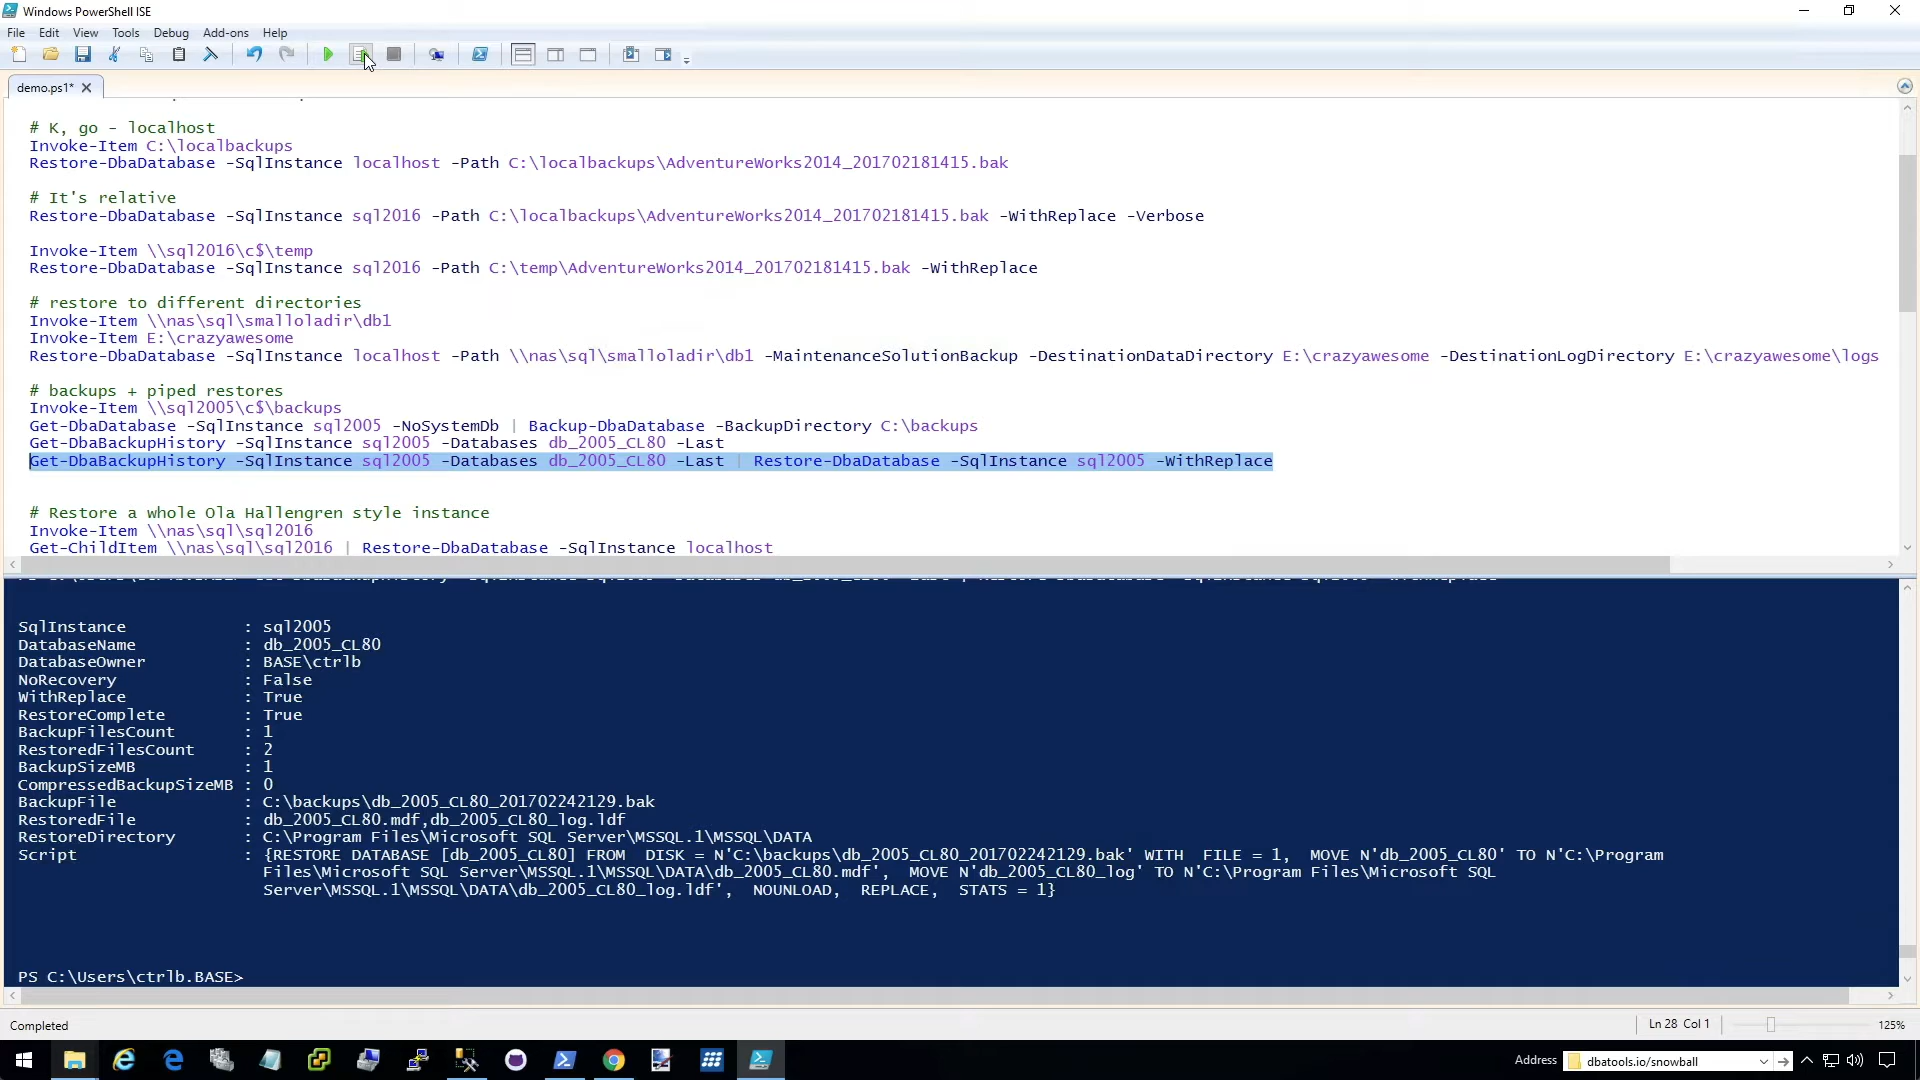 Windows PowerShell ISE
File Edit View Tools Debug Add-ons Help
demo.ps1*
# K, go - localhost
Invoke-Item C:\localbackups
Restore-DbaDatabase -SqlInstance localhost -Path C:\localbackups\AdventureWorks2014_201702181415.bak
# It's relative
Restore-DbaDatabase -SqlInstance sql2016 -Path C:\localbackups\AdventureWorks2014_201702181415.bak -WithReplace -Verbose
Invoke-Item \\sql2016\c$\temp
Restore-DbaDatabase -SqlInstance sql2016 -Path C:\temp\AdventureWorks2014_201702181415.bak -WithReplace
# restore to different directories
Invoke-Item \\nas\sql\smalloladir\db1
Invoke-Item E:\crazyawesome
Restore-DbaDatabase -SqlInstance localhost -Path \\nas\sql\smalloladir\db1 -MaintenanceSolutionBackup -DestinationDataDirectory E:\crazyawesome -DestinationLogDirectory E:\crazyawesome\logs
# backups + piped restores
Invoke-Item \\sql2005\c$\backups
Get-DbaDatabase -SqlInstance sql2005 -NoSystemDb | Backup-DbaDatabase -BackupDirectory C:\backups
Get-DbaBackupHistory -SqlInstance sql2005 -Databases db_2005_CL80 -Last
Get-DbaBackupHistory -SqlInstance sql2005 -Databases db_2005_CL80 -Last | Restore-DbaDatabase -SqlInstance sql2005 -WithReplace
# Restore a whole Ola Hallengren style instance
Invoke-Item \\nas\sql\sql2016
Get-ChildItem \\nas\sql\sql2016 | Restore-DbaDatabase -SqlInstance localhost
SqlInstance : sql2005
DatabaseName : db_2005_CL80
DatabaseOwner : BASE\ctrlb
NoRecovery : False
WithReplace : True
RestoreComplete : True
BackupFilesCount : 1
RestoredFilesCount : 2
BackupSizeMB : 1
CompressedBackupSizeMB : 0
BackupFile : C:\backups\db_2005_CL80_201702242129.bak
RestoredFile : db_2005_CL80.mdf,db_2005_CL80_log.ldf
RestoreDirectory : C:\Program Files\Microsoft SQL Server\MSSQL.1\MSSQL\DATA
Script : {RESTORE DATABASE [db_2005_CL80] FROM  DISK = N'C:\backups\db_2005_CL80_201702242129.bak' WITH  FILE = 1,  MOVE N'db_2005_CL80' TO N'C:\Program
Files\Microsoft SQL Server\MSSQL.1\MSSQL\DATA\db_2005_CL80.mdf',  MOVE N'db_2005_CL80_log' TO N'C:\Program Files\Microsoft SQL
Server\MSSQL.1\MSSQL\DATA\db_2005_CL80_log.ldf',  NOUNLOAD,  REPLACE,  STATS = 1}
PS C:\Users\ctrlb.BASE>
Completed
Ln 28 Col 1
125%
Address dbatools.io/snowball